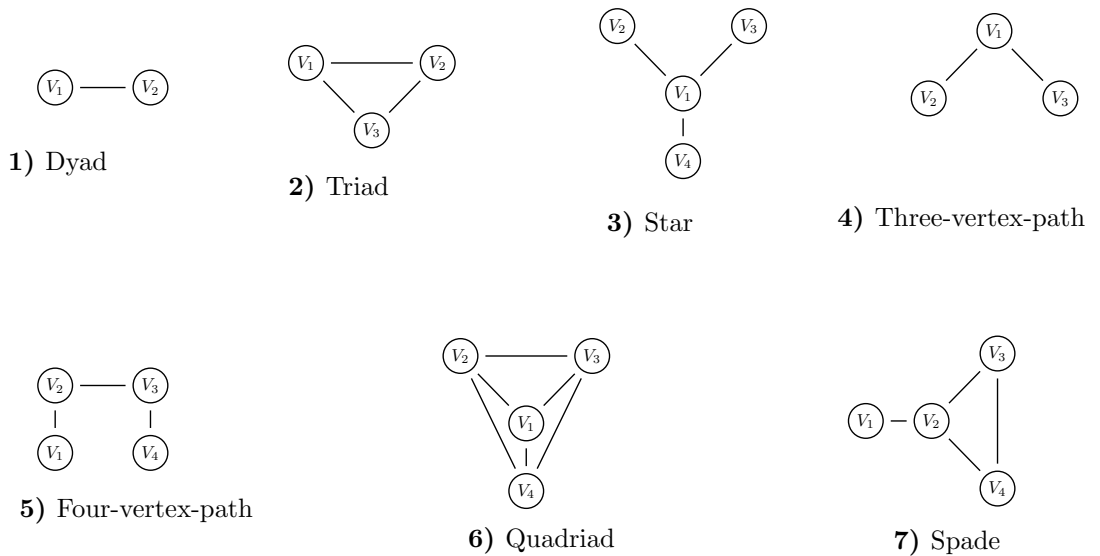 V₁ V₂
1) Dyad
V₁ V₂
V₃
2) Triad
V₂ V₃
V₁
V₄
3) Star
V₁
V₂ V₃
4) Three-vertex-path
V₂ V₃
V₁ V₄
5) Four-vertex-path
V₂ V₃
V₁
V₄
6) Quadriad
V₃
V₁ V₂
V₄
7) Spade